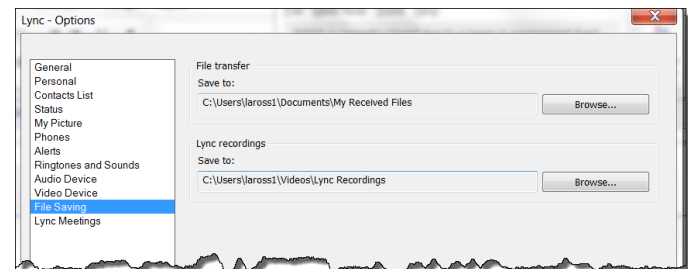 Lync - Options
General
Personal
Contacts List
Status
My Picture
Phones
Alerts
Ringtones and Sounds
Audio Device
Video Device
File Saving
Lync Meetings
File transfer
Save to:
C:\Users\laross1\Documents\My Received Files
Browse...
Lync recordings
Save to:
C:\Users\laross1\Videos\Lync Recordings
Browse...